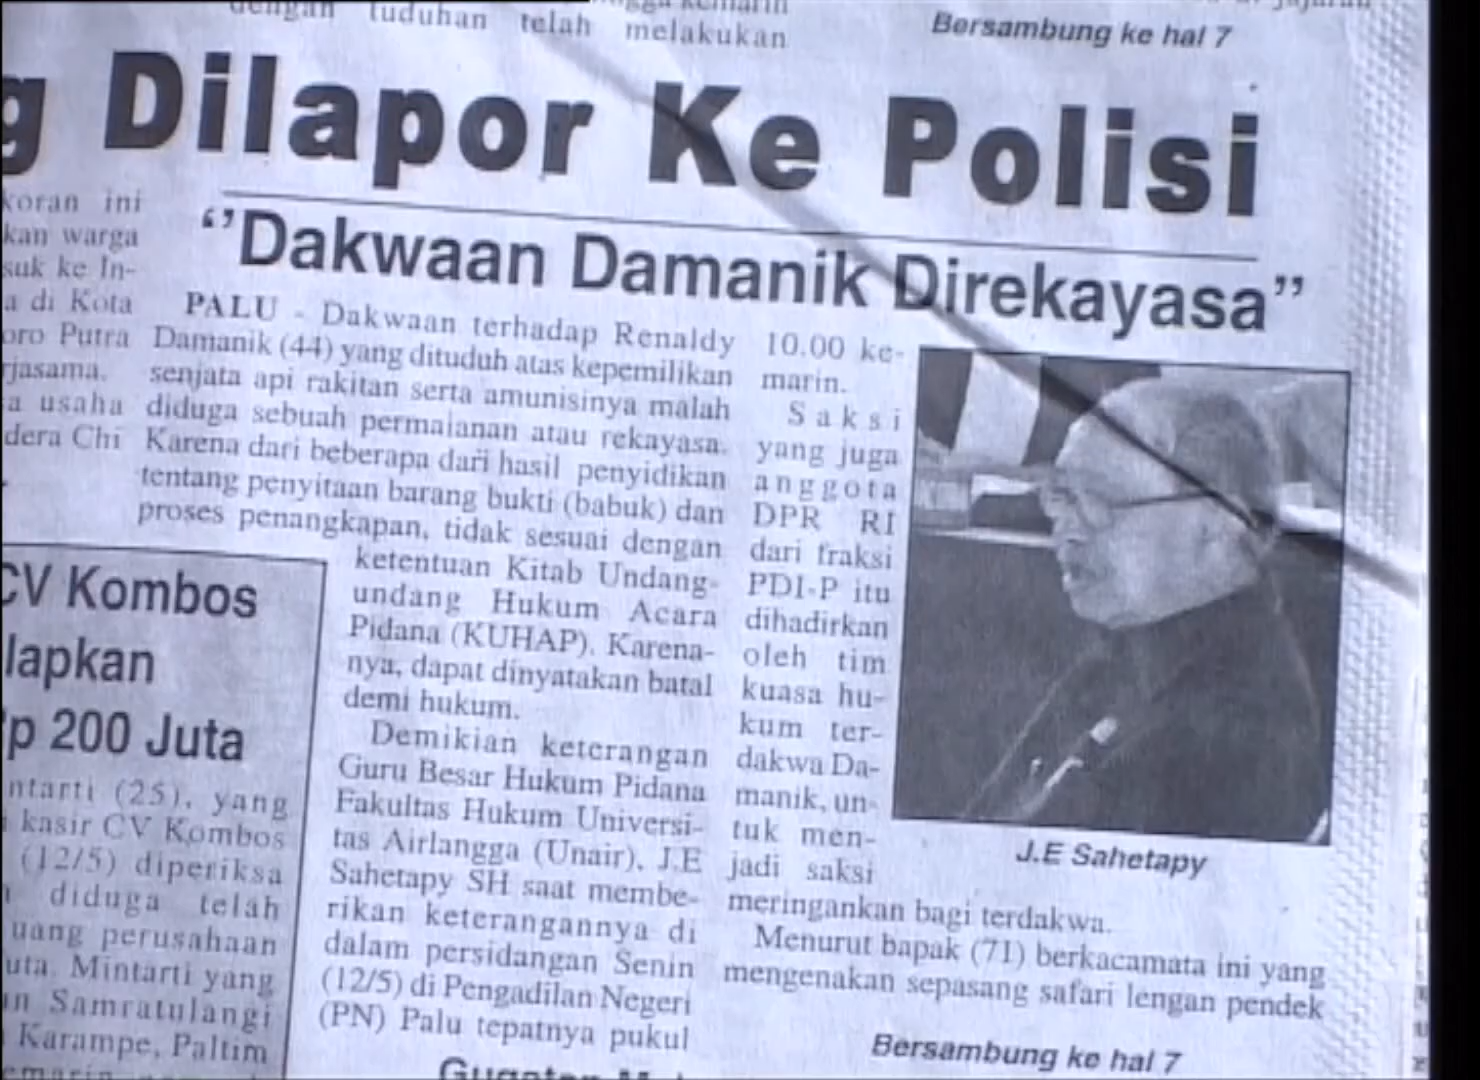 dengan tuduhan telah melakukan
Bersambung ke hal 7
g Dilapor Ke Polisi
koran ini
kan warga
suk ke In-
a di Kota
oro Putra
rjasama.
a usaha
dera Chi
‘’Dakwaan Damanik Direkayasa”
PALU - Dakwaan terhadap Renaldy
Damanik (44) yang dituduh atas kepemilikan
senjata api rakitan serta amunisinya malah
diduga sebuah permaianan atau rekayasa.
Karena dari beberapa dari hasil penyidikan
tentang penyitaan barang bukti (babuk) dan
proses penangkapan, tidak sesuai dengan
ketentuan Kitab Undang-
undang Hukum Acara
Pidana (KUHAP). Karena-
nya, dapat dinyatakan batal
demi hukum.
Demikian keterangan
Guru Besar Hukum Pidana
Fakultas Hukum Universi-
tas Airlangga (Unair), J.E
Sahetapy SH saat membe-
rikan keterangannya di
dalam persidangan Senin
(12/5) di Pengadilan Negeri
(PN) Palu tepatnya pukul
10.00 ke-
marin.
Saksi
yang juga
anggota
DPR RI
dari fraksi
PDI-P itu
dihadirkan
oleh tim
kuasa hu-
kum ter-
dakwa Da-
manik, un-
tuk men-
jadi saksi
meringankan bagi terdakwa.
Menurut bapak (71) berkacamata ini yang
mengenakan sepasang safari lengan pendek
Bersambung ke hal 7
J.E Sahetapy
CV Kombos
lapkan
p 200 Juta
ntarti (25), yang
kasir CV Kombos
(12/5) diperiksa
diduga telah
uang perusahaan
uta. Mintarti yang
an Samratulangi
Karampe, Paltim